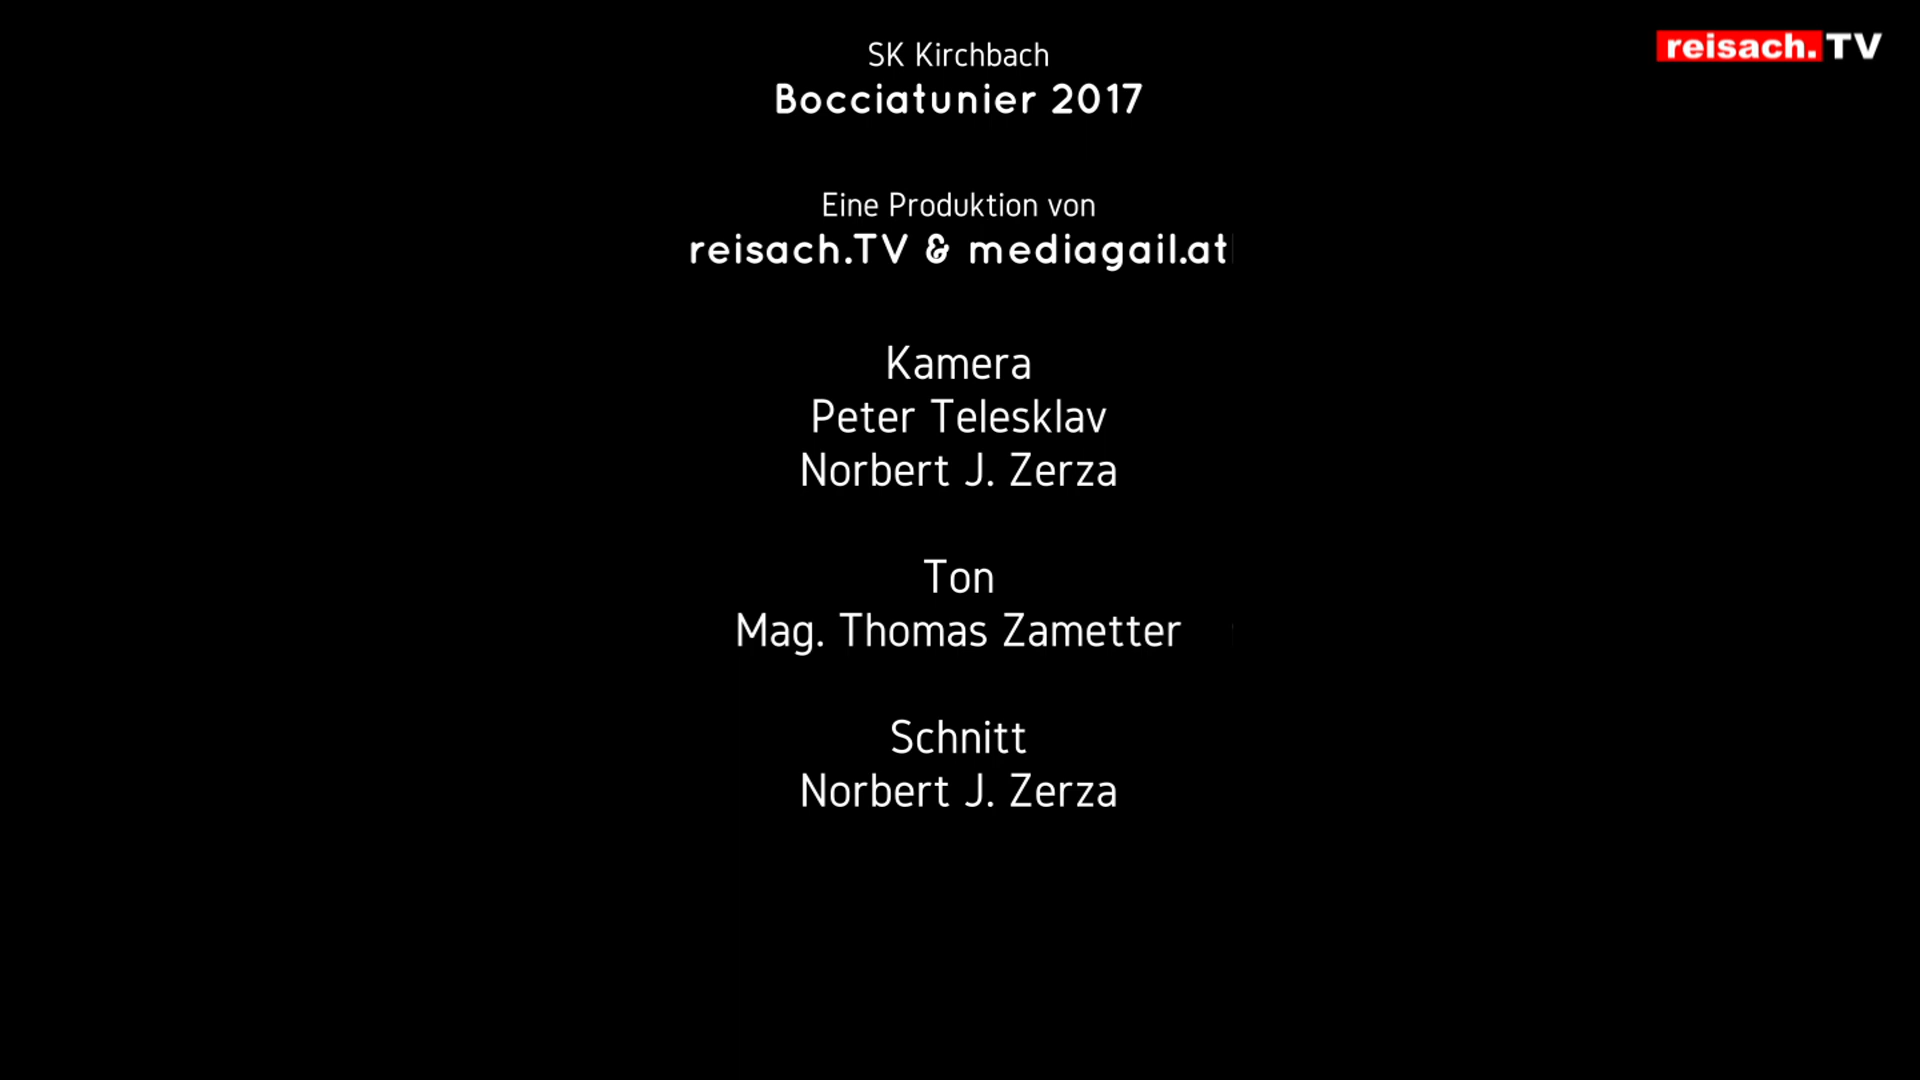 SK Kirchbach
reisach.TV
Bocciatunier 2017
Eine Produktion von
reisach.TV & mediagail.at
Kamera
Peter Telesklav
Norbert J. Zerza
Ton
Mag. Thomas Zametter
Schnitt
Norbert J. Zerza